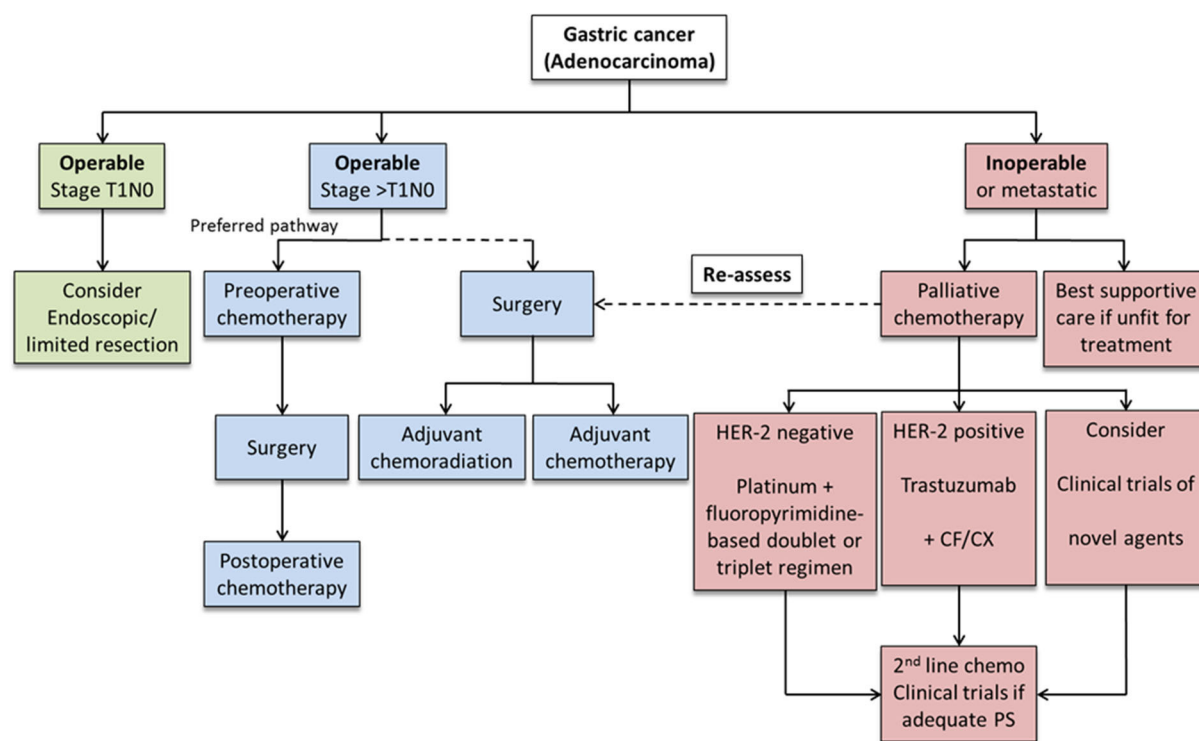 Gastric cancer
(Adenocarcinoma)
Operable
Stage T1N0
Operable
Stage >T1N0
Inoperable
or metastatic
Preferred pathway
Consider
Endoscopic/
limited resection
Preoperative
chemotherapy
Surgery
Re-assess
Palliative
chemotherapy
Best supportive
care if unfit for
treatment
Surgery
Adjuvant
chemoradiation
Adjuvant
chemotherapy
HER-2 negative
Platinum +
fluoropyrimidine-
based doublet or
triplet regimen
HER-2 positive
Trastuzumab
+ CF/CX
Consider
Clinical trials of
novel agents
Postoperative
chemotherapy
2nd line chemo
Clinical trials if
adequate PS